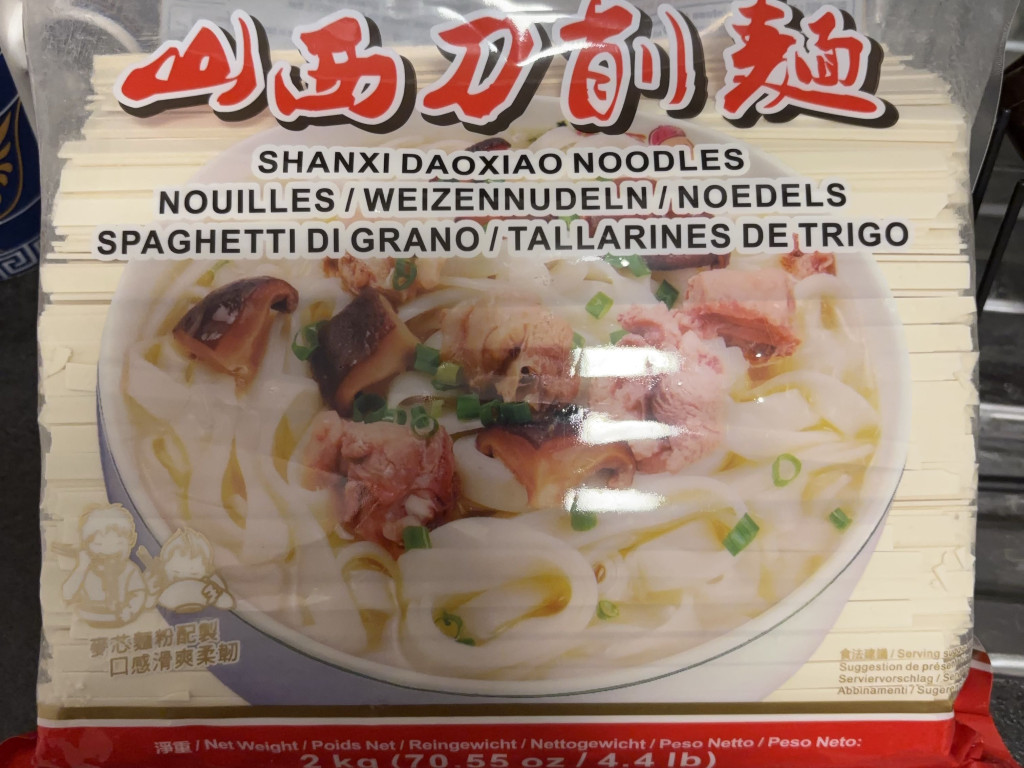 山西刀削麵
SHANXI DAOXIAO NOODLES
NOUILLES / WEIZENNUDELN / NOEDELS
SPAGHETTI DI GRANO / TALLARINES DE TRIGO
麥芯麵粉配製
口感滑爽柔韌
食法建議 / Serving
Suggestion de
Serviervorschlag /
Abbinamenti /
淨重 / Net Weight / Poids Net / Reingewicht / Nettogewicht / Peso Netto / Peso Neto:
2 kg (70.55 oz / 4.4 lb)